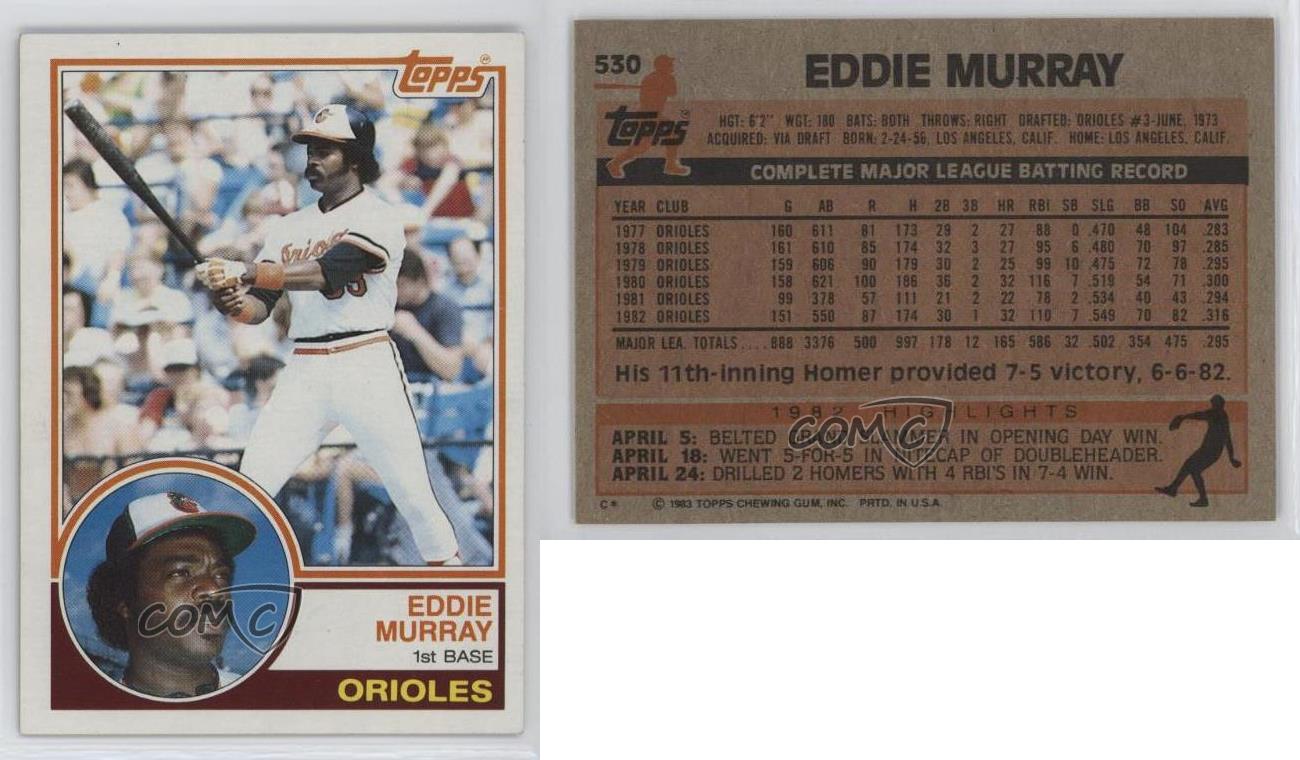 Topps
Orioles
33
EDDIE
MURRAY
1st BASE
ORIOLES
COMC
530
EDDIE MURRAY
Topps
HGT: 6'2" WGT: 180 BATS: BOTH THROWS: RIGHT DRAFTED: ORIOLES #3-JUNE, 1973
ACQUIRED: VIA DRAFT BORN: 2-24-56, LOS ANGELES, CALIF. HOME: LOS ANGELES, CALIF.
COMPLETE MAJOR LEAGUE BATTING RECORD
YEAR CLUB G AB R H 2B 3B HR RBI SB SLG BB SO AVG
1977 ORIOLES 160 611 81 173 29 2 27 88 0 .470 48 104 .283
1978 ORIOLES 161 610 85 174 32 3 27 95 6 .480 70 97 .285
1979 ORIOLES 159 606 90 179 30 2 25 99 10 .475 72 78 .295
1980 ORIOLES 158 621 100 186 36 2 32 116 7 .519 54 71 .300
1981 ORIOLES 99 378 57 111 21 2 22 78 2 .534 40 43 .294
1982 ORIOLES 151 550 87 174 30 1 32 110 7 .549 70 82 .316
MAJOR LEA. TOTALS .... 888 3376 500 997 178 12 165 586 32 .502 354 475 .295
His 11th-inning Homer provided 7-5 victory, 6-6-82.
1982 HIGHLIGHTS
APRIL 5: BELTED GRAND SLAMMER IN OPENING DAY WIN.
APRIL 18: WENT 5-FOR-5 IN NITECAP OF DOUBLEHEADER.
APRIL 24: DRILLED 2 HOMERS WITH 4 RBI'S IN 7-4 WIN.
COMC
C* © 1983 TOPPS CHEWING GUM, INC. PRTD. IN U.S.A.